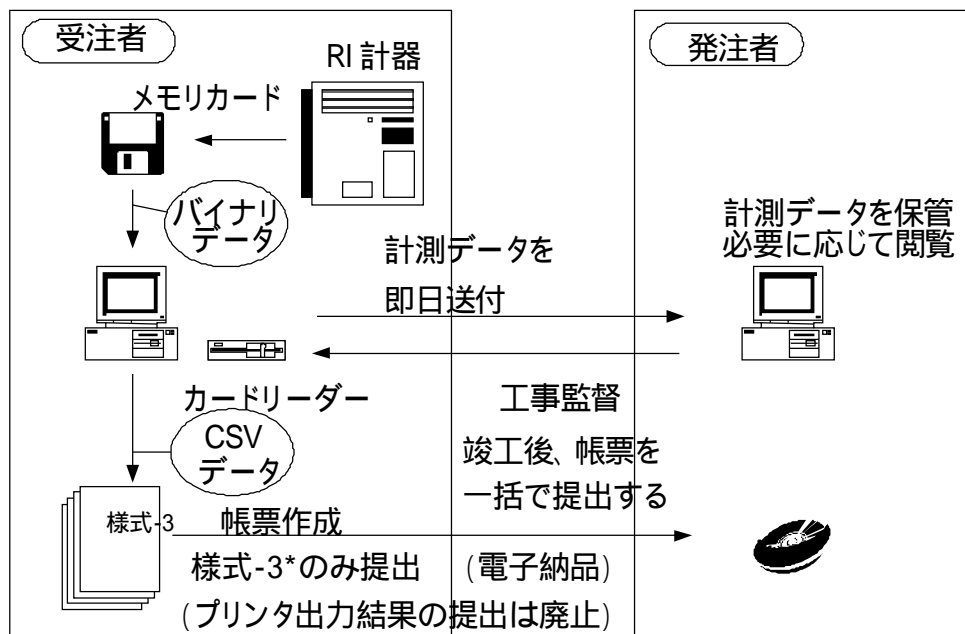 受注者
発注者
RI 計器
メモリカード
バイナリ
データ
計測データを
即日送付
計測データを保管
必要に応じて閲覧
カードリーダー
工事監督
CSV
データ
竣工後、帳票を
一括で提出する
様式-3
帳票作成
様式-3*のみ提出 (電子納品)
(プリンタ出力結果の提出は廃止)